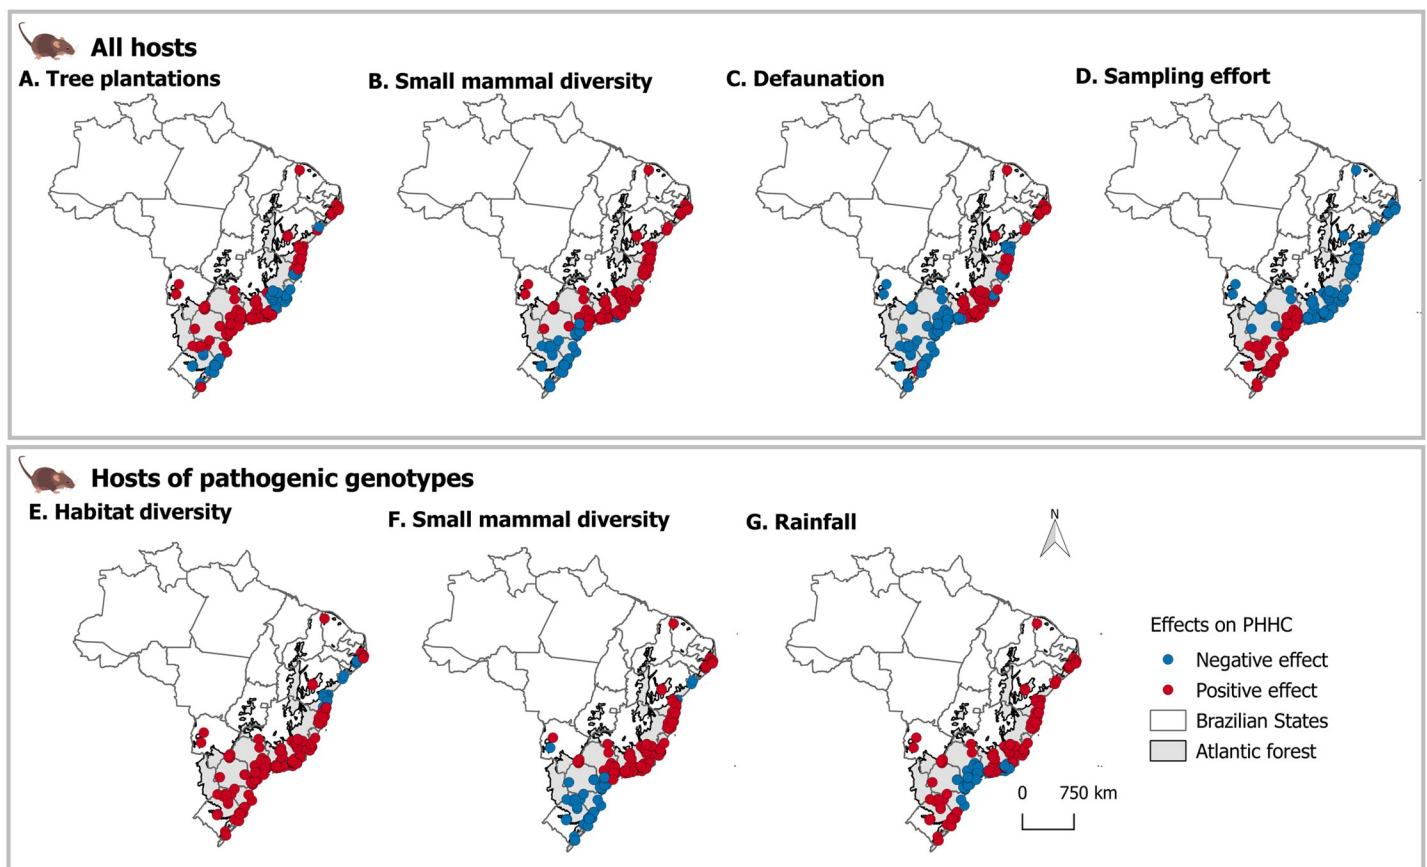 All hosts
A. Tree plantations
B. Small mammal diversity
C. Defaunation
D. Sampling effort
Hosts of pathogenic genotypes
E. Habitat diversity
F. Small mammal diversity
G. Rainfall
N
Effects on PHHC
Negative effect
Positive effect
Brazilian States
Atlantic forest
0 750 km